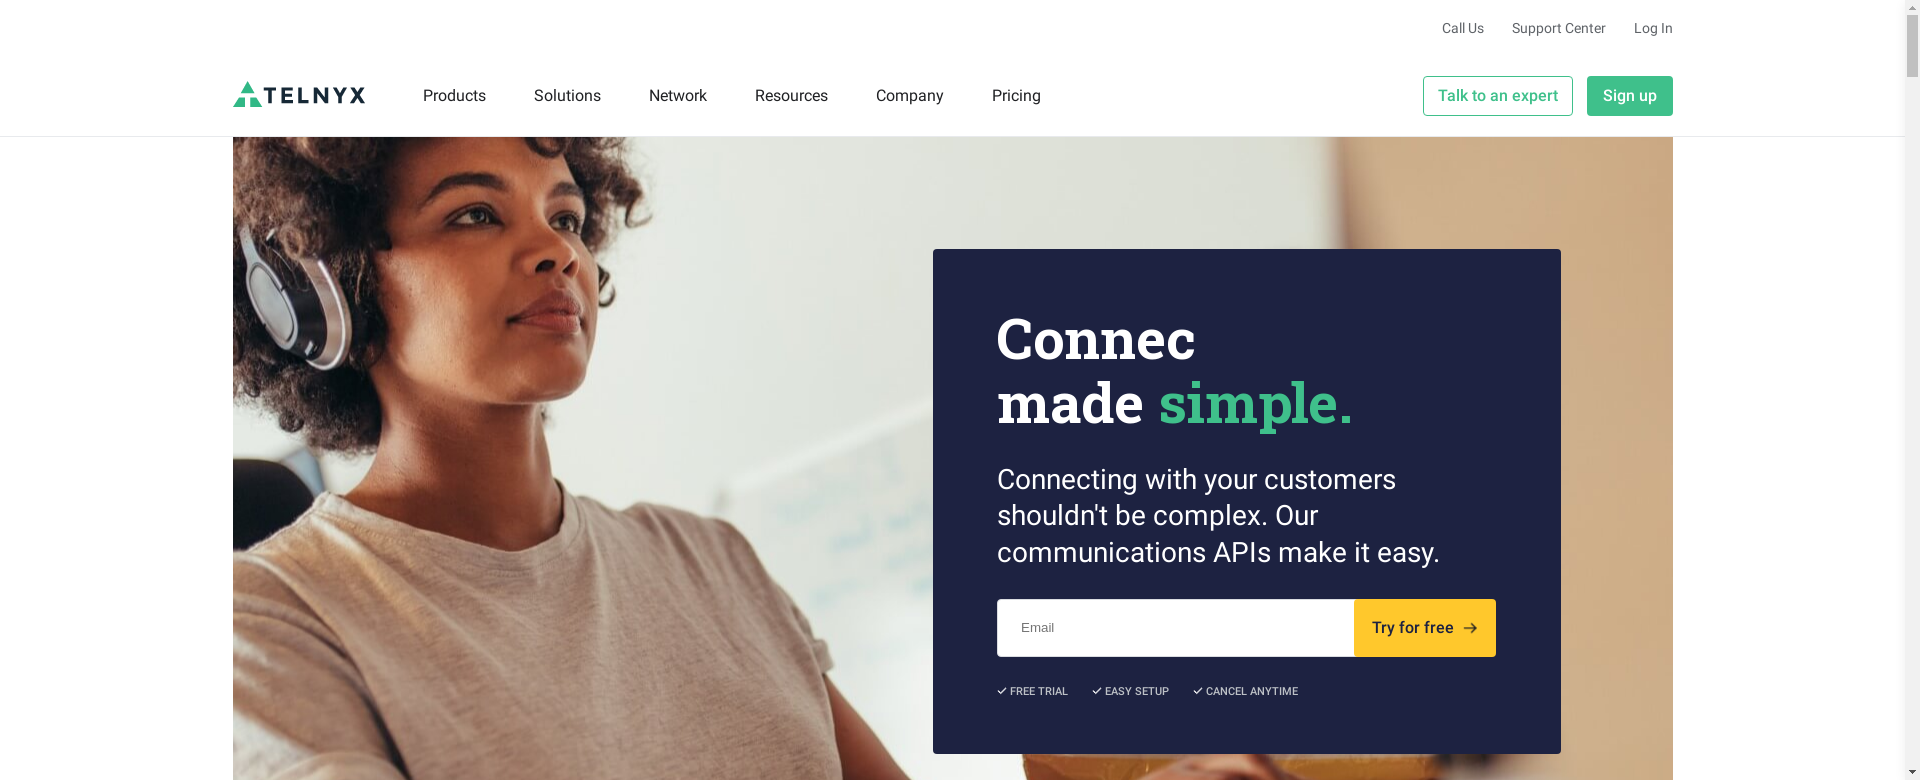 Call Us Support Center Log In
TELNYX Products Solutions Network Resources Company Pricing Talk to an expert Sign up
Connec
made simple.
Connecting with your customers
shouldn't be complex. Our
communications APIs make it easy.
Email Try for free
FREE TRIAL EASY SETUP CANCEL ANYTIME